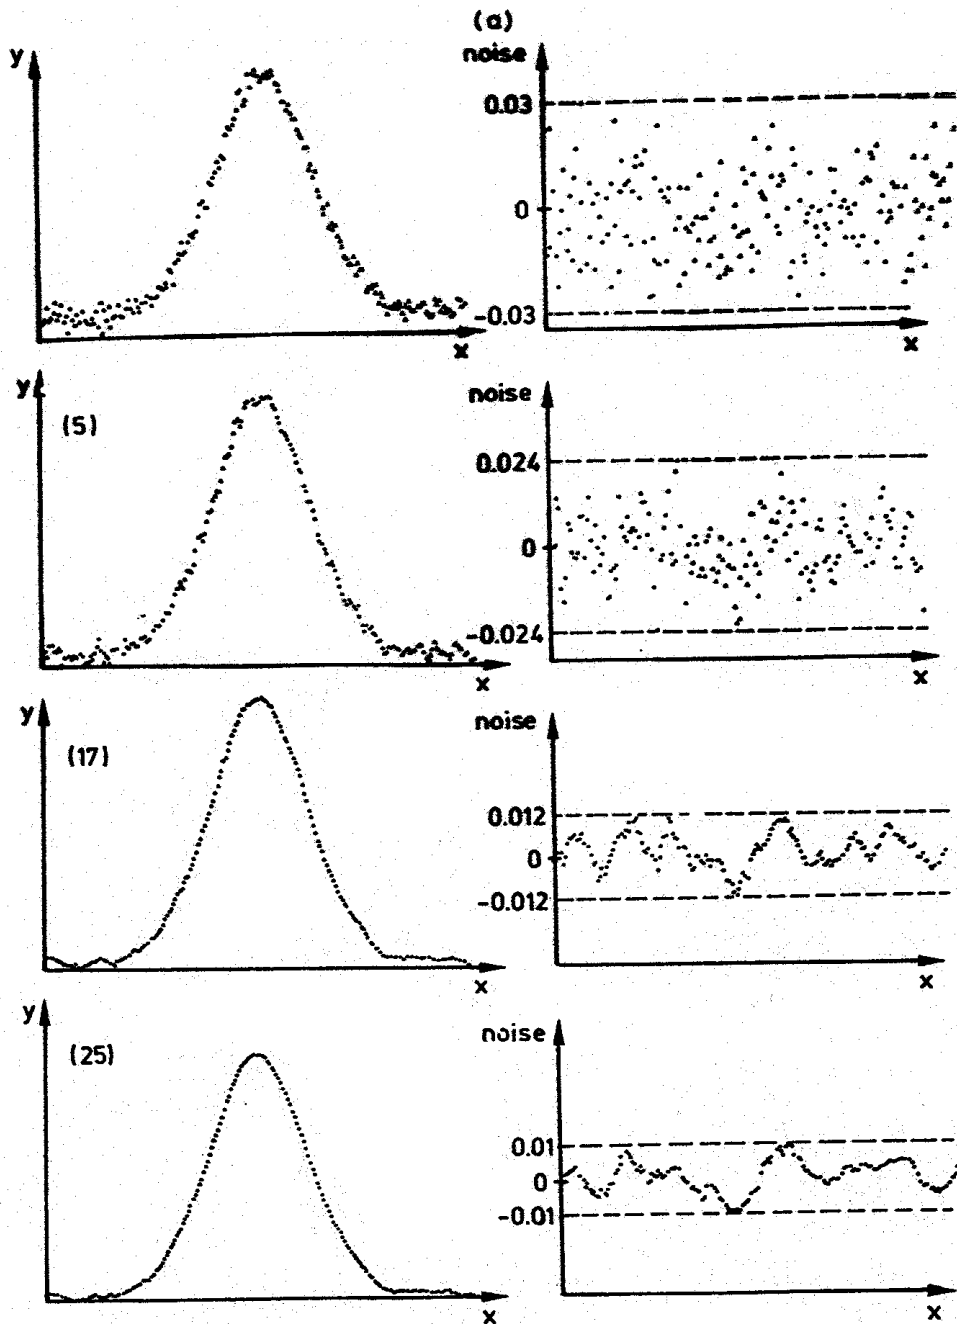 (a)
y
noise
0.03
0
-0.03
x
x
y
(5)
noise
0.024
0
-0.024
x
x
y
(17)
noise
0.012
0
-0.012
x
x
y
(25)
noise
0.01
0
-0.01
x
x